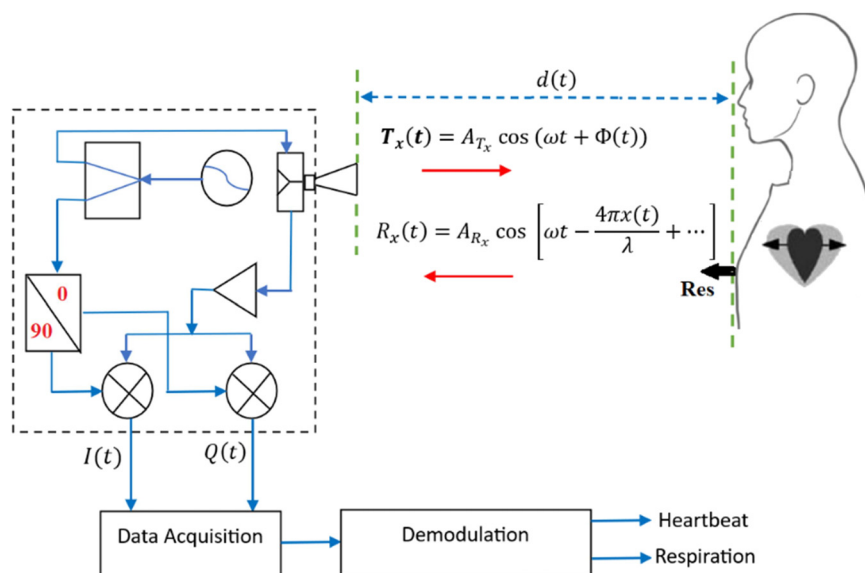 d(t)
T_x(t) = A_{T_x} cos (ωt + Φ(t))
R_x(t) = A_{R_x} cos [ωt − 4πx(t)/λ + ⋯]
Res
0
90
I(t)
Q(t)
Data Acquisition
Demodulation
Heartbeat
Respiration